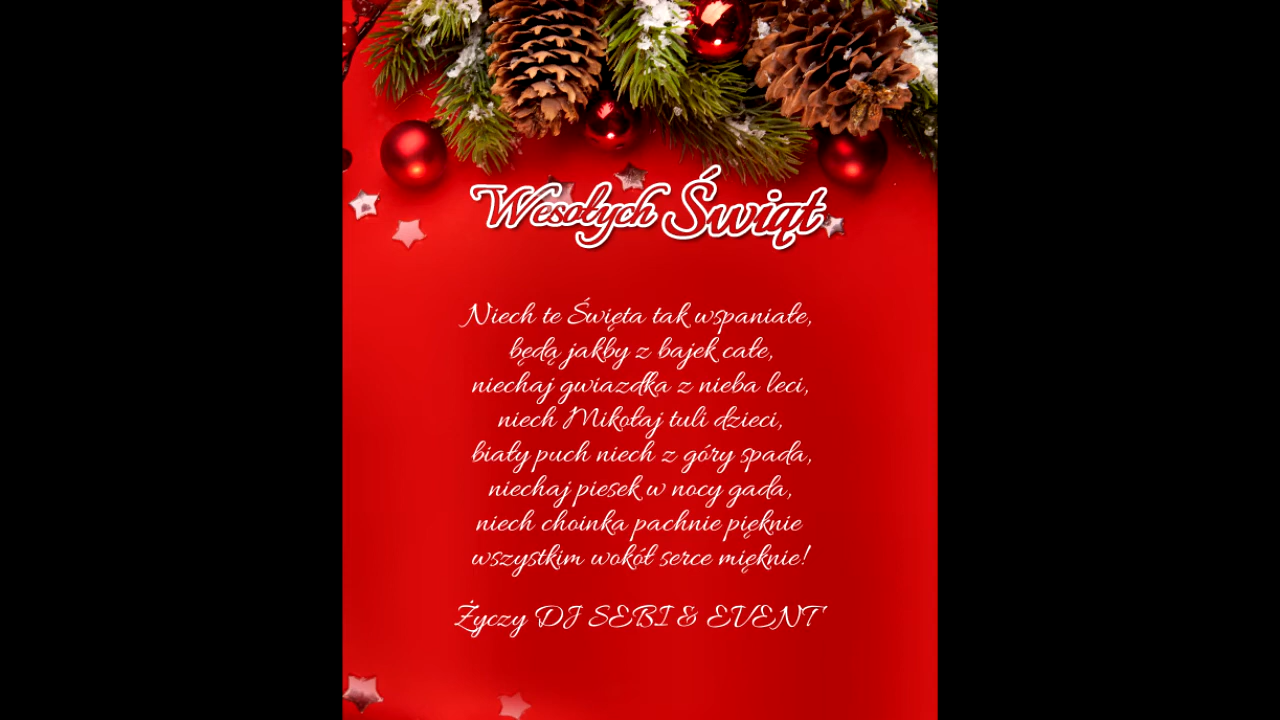 Wesołych Świąt
Niech te Święta tak wspaniałe,
będą jakby z bajek całe,
niechaj gwiazdka z nieba leci,
niech Mikołaj tuli dzieci,
biały puch niech z góry spada,
niechaj piesek w nocy gada,
niech choinka pachnie pięknie
wszystkim wokół serce mięknie!
Życzy DJ SEBI & EVENT